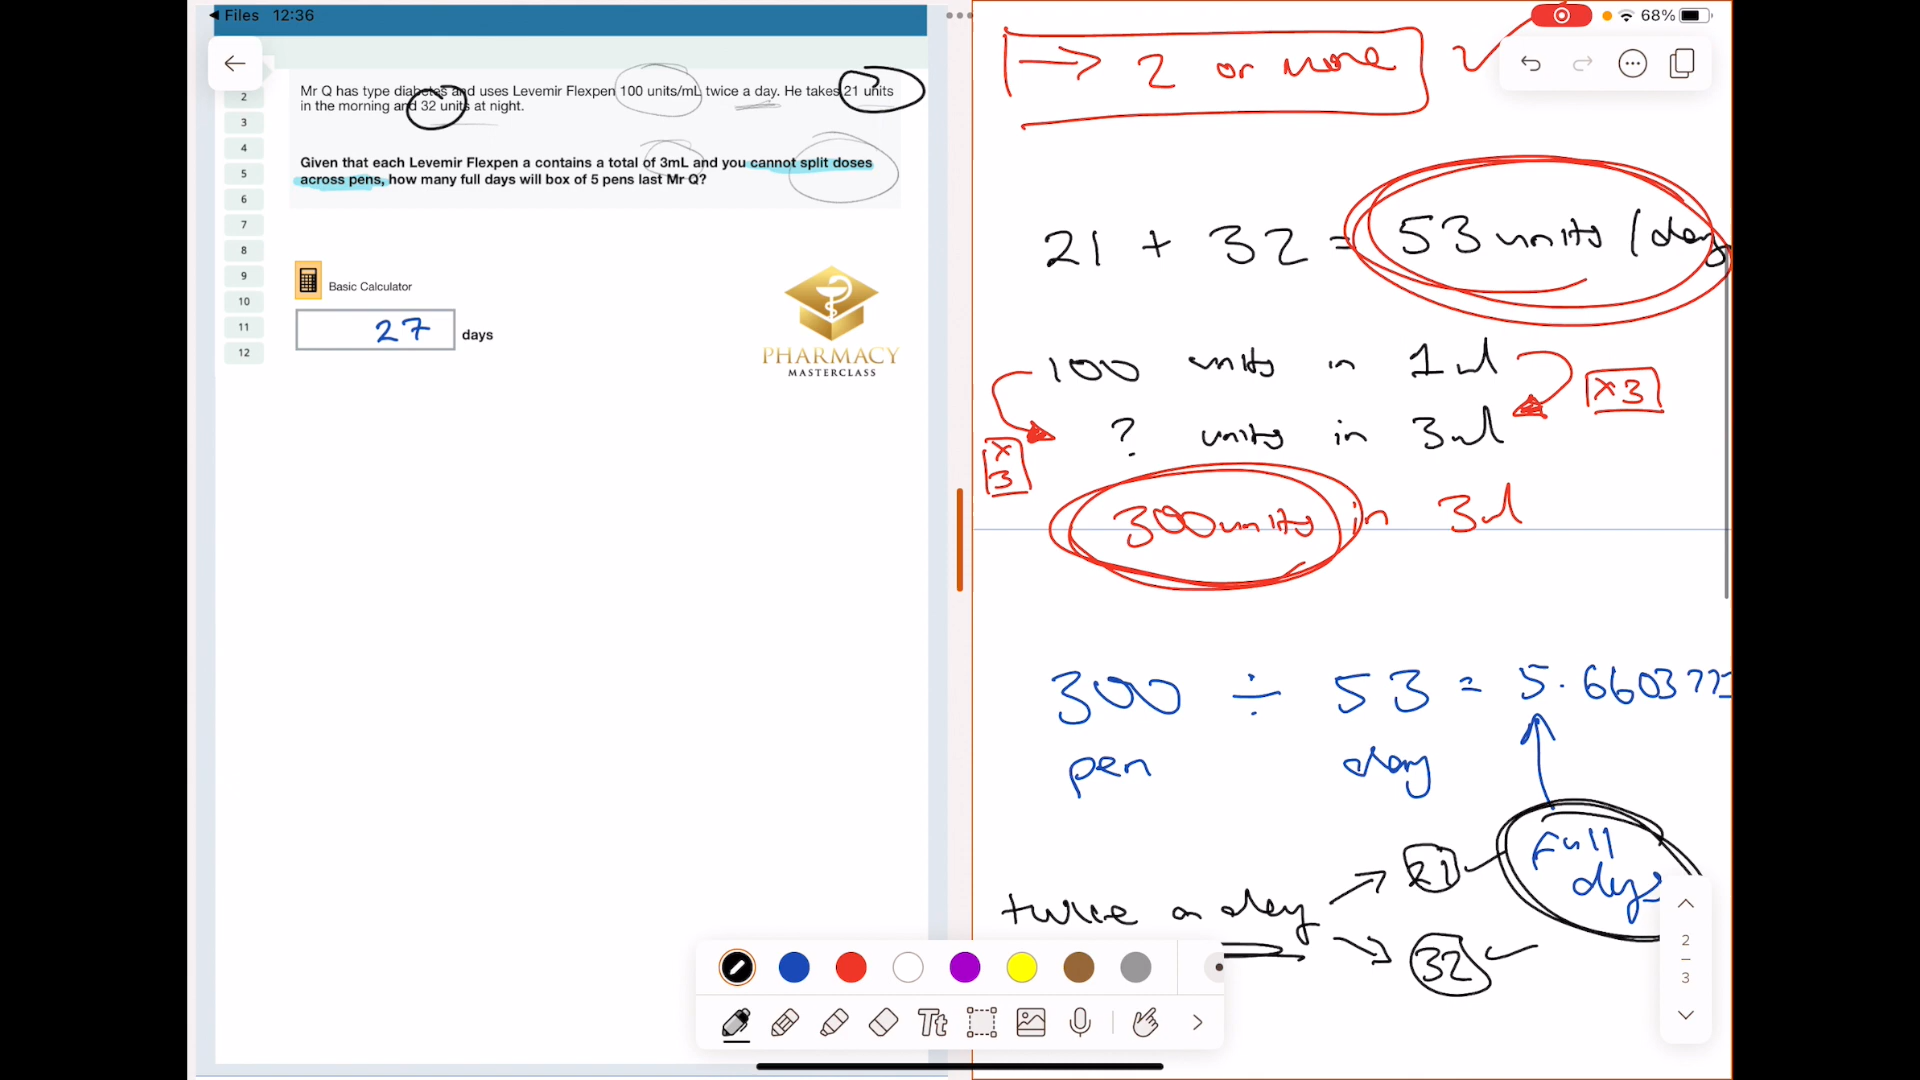 Files 12:36
68%
2
3
4
5
6
7
8
9
10
11
12
Mr Q has type diabetes and uses Levemir Flexpen 100 units/mL twice a day. He takes 21 units
in the morning and 32 units at night.
Given that each Levemir Flexpen a contains a total of 3mL and you cannot split doses
across pens, how many full days will box of 5 pens last Mr Q?
Basic Calculator
27 days
PHARMACY
MASTERCLASS
→ 2 or more ✓
21 + 32 = 53 units / day
100 units in 1ml
x3
? units in 3ml
x
3
300 units in 3ml
300 ÷ 53 = 5.660377
pen day
full
days
21
twice a day
32
Tt
2
3